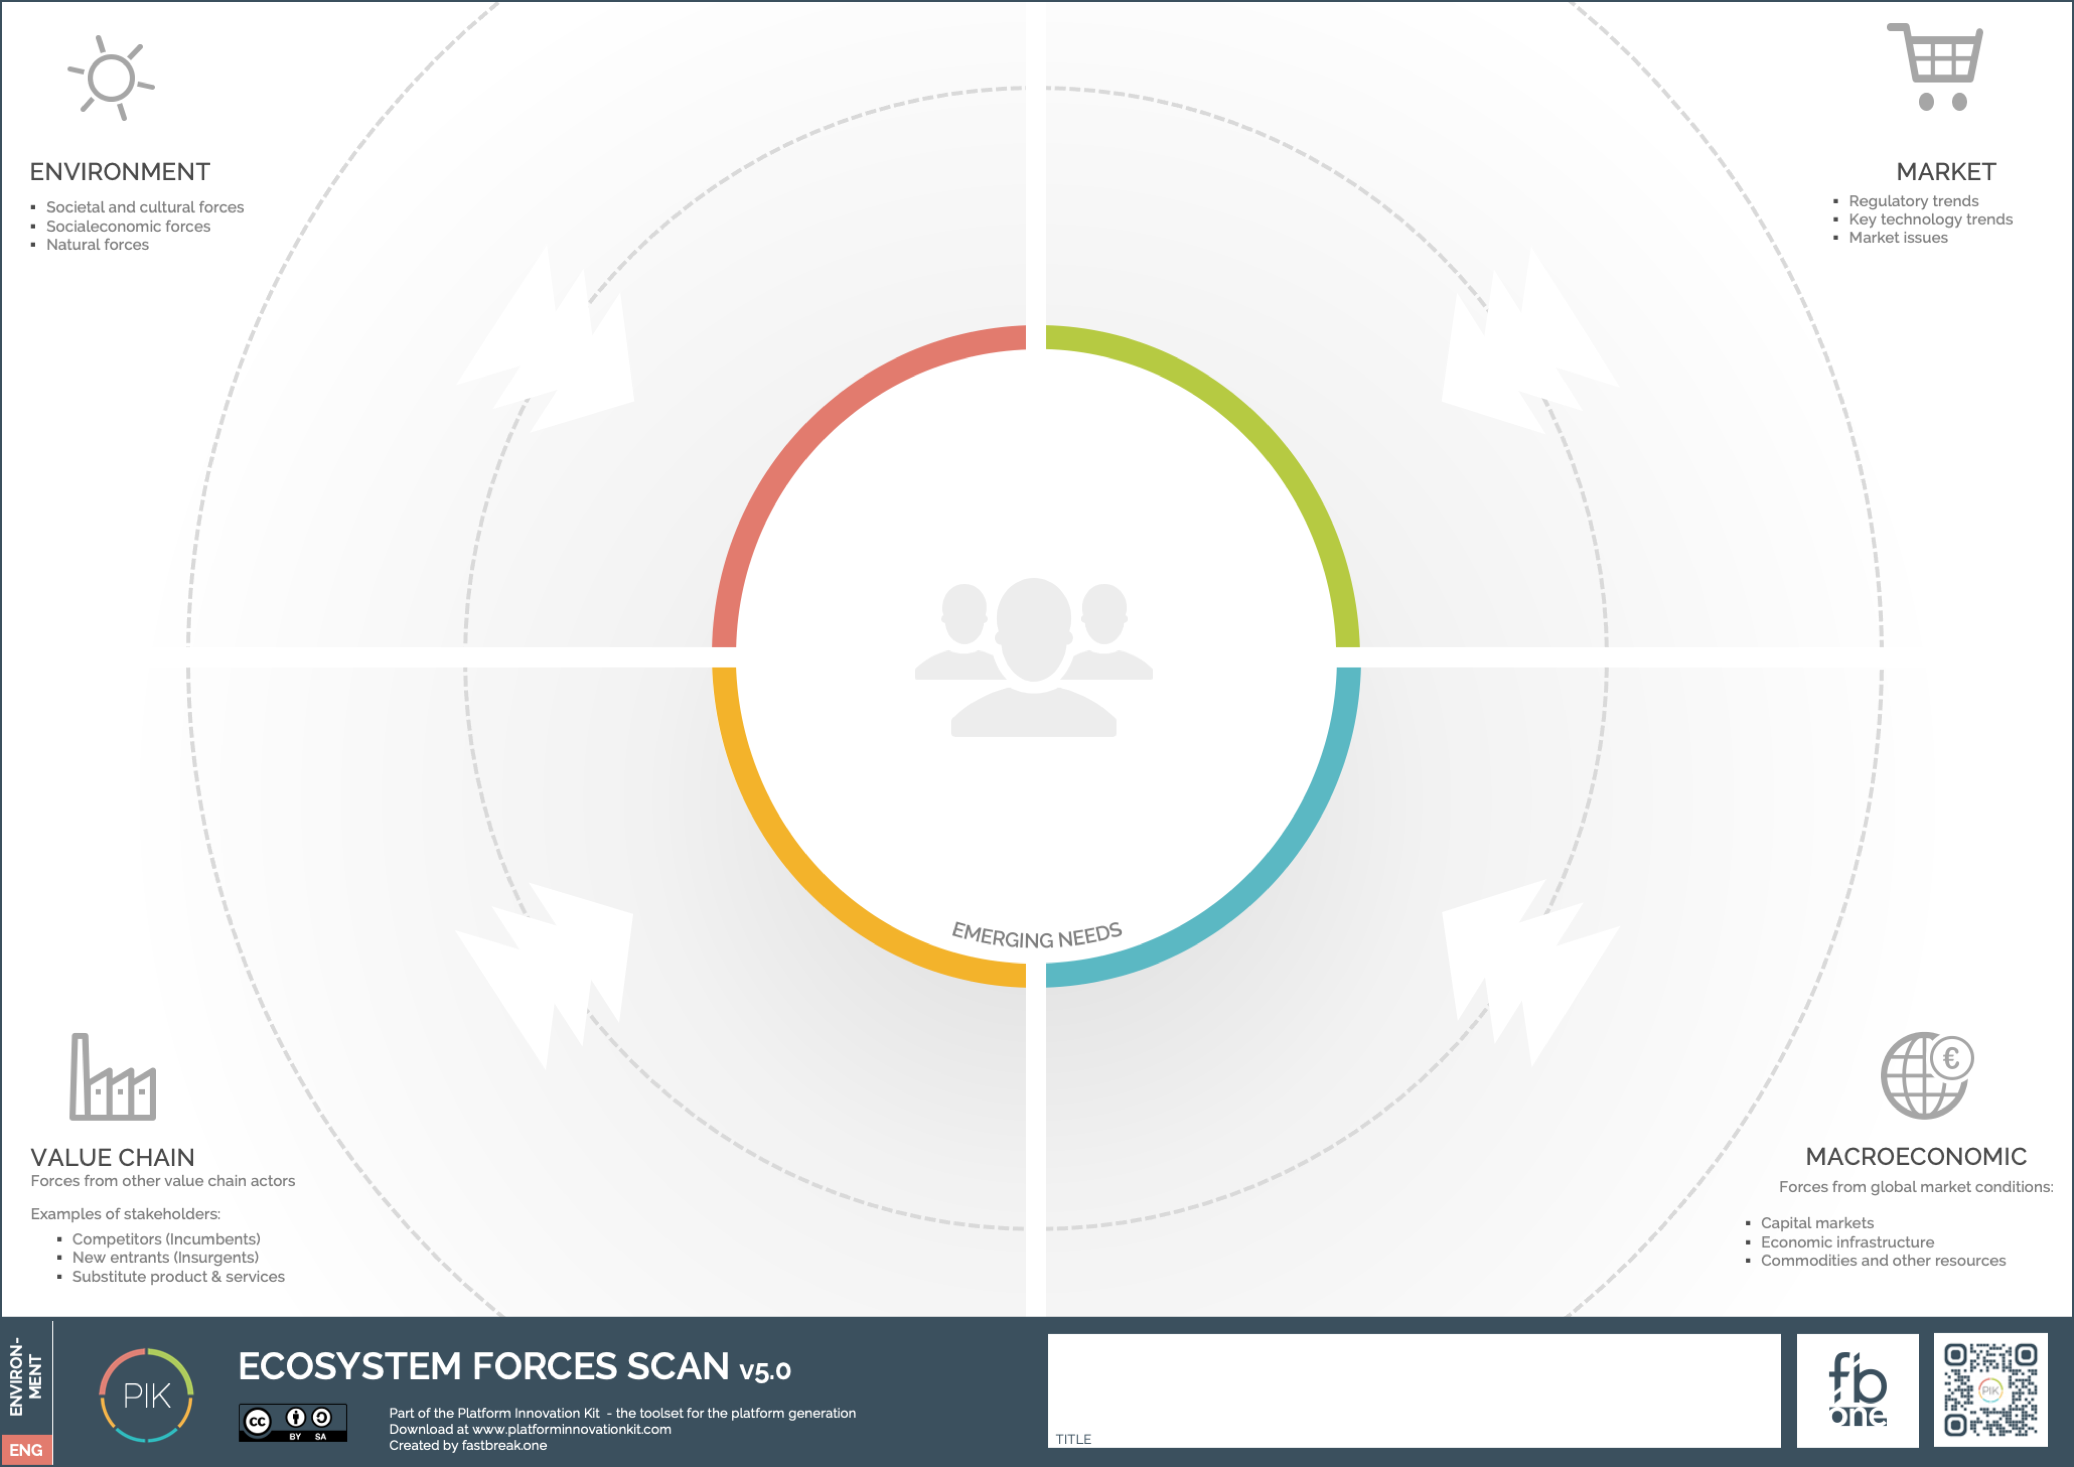 ENVIRONMENT
▪ Societal and cultural forces
▪ Socialeconomic forces
▪ Natural forces
MARKET
▪ Regulatory trends
▪ Key technology trends
▪ Market issues
EMERGING NEEDS
VALUE CHAIN
Forces from other value chain actors
Examples of stakeholders:
▪ Competitors (Incumbents)
▪ New entrants (Insurgents)
▪ Substitute product & services
€
MACROECONOMIC
Forces from global market conditions:
▪ Capital markets
▪ Economic infrastructure
▪ Commodities and other resources
ENVIRON-
MENT
ENG
PIK
ECOSYSTEM FORCES SCAN v5.0
cc
BY SA
Part of the Platform Innovation Kit - the toolset for the platform generation
Download at www.platforminnovationkit.com
Created by fastbreak.one
TITLE
fb
one
PIK